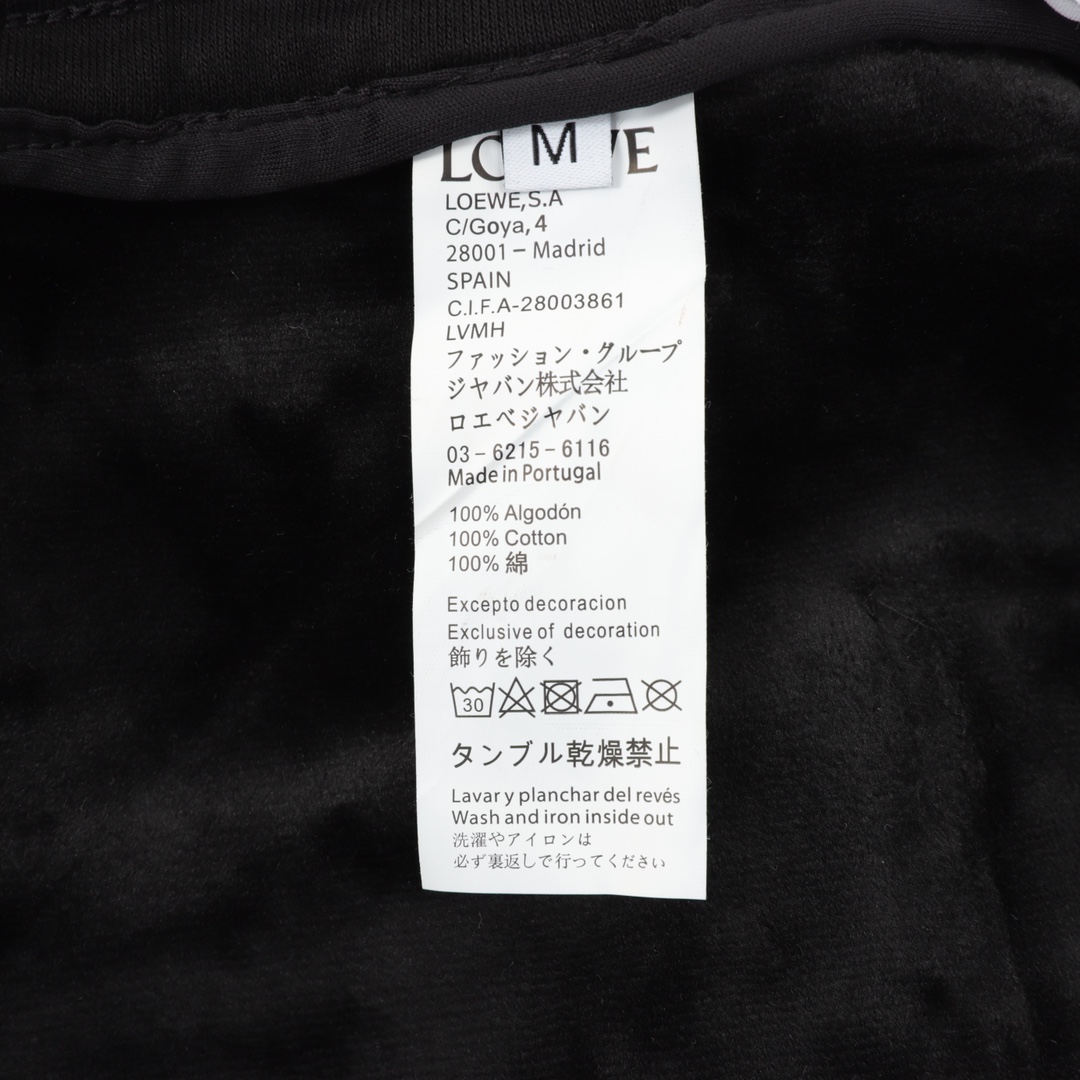 M
LOEWE
LOEWE,S.A
C/Goya,4
28001－Madrid
SPAIN
C.I.F.A-28003861
LVMH
ファッション・グループ
ジヤバン株式会社
ロエベジヤバン
03－6215－6116
Made in Portugal
100% Algodón
100% Cotton
100% 綿
Excepto decoracion
Exclusive of decoration
飾りを除く
30
タンブル乾燥禁止
Lavar y planchar del revés
Wash and iron inside out
洗濯やアイロンは
必ず裏返しで行ってください